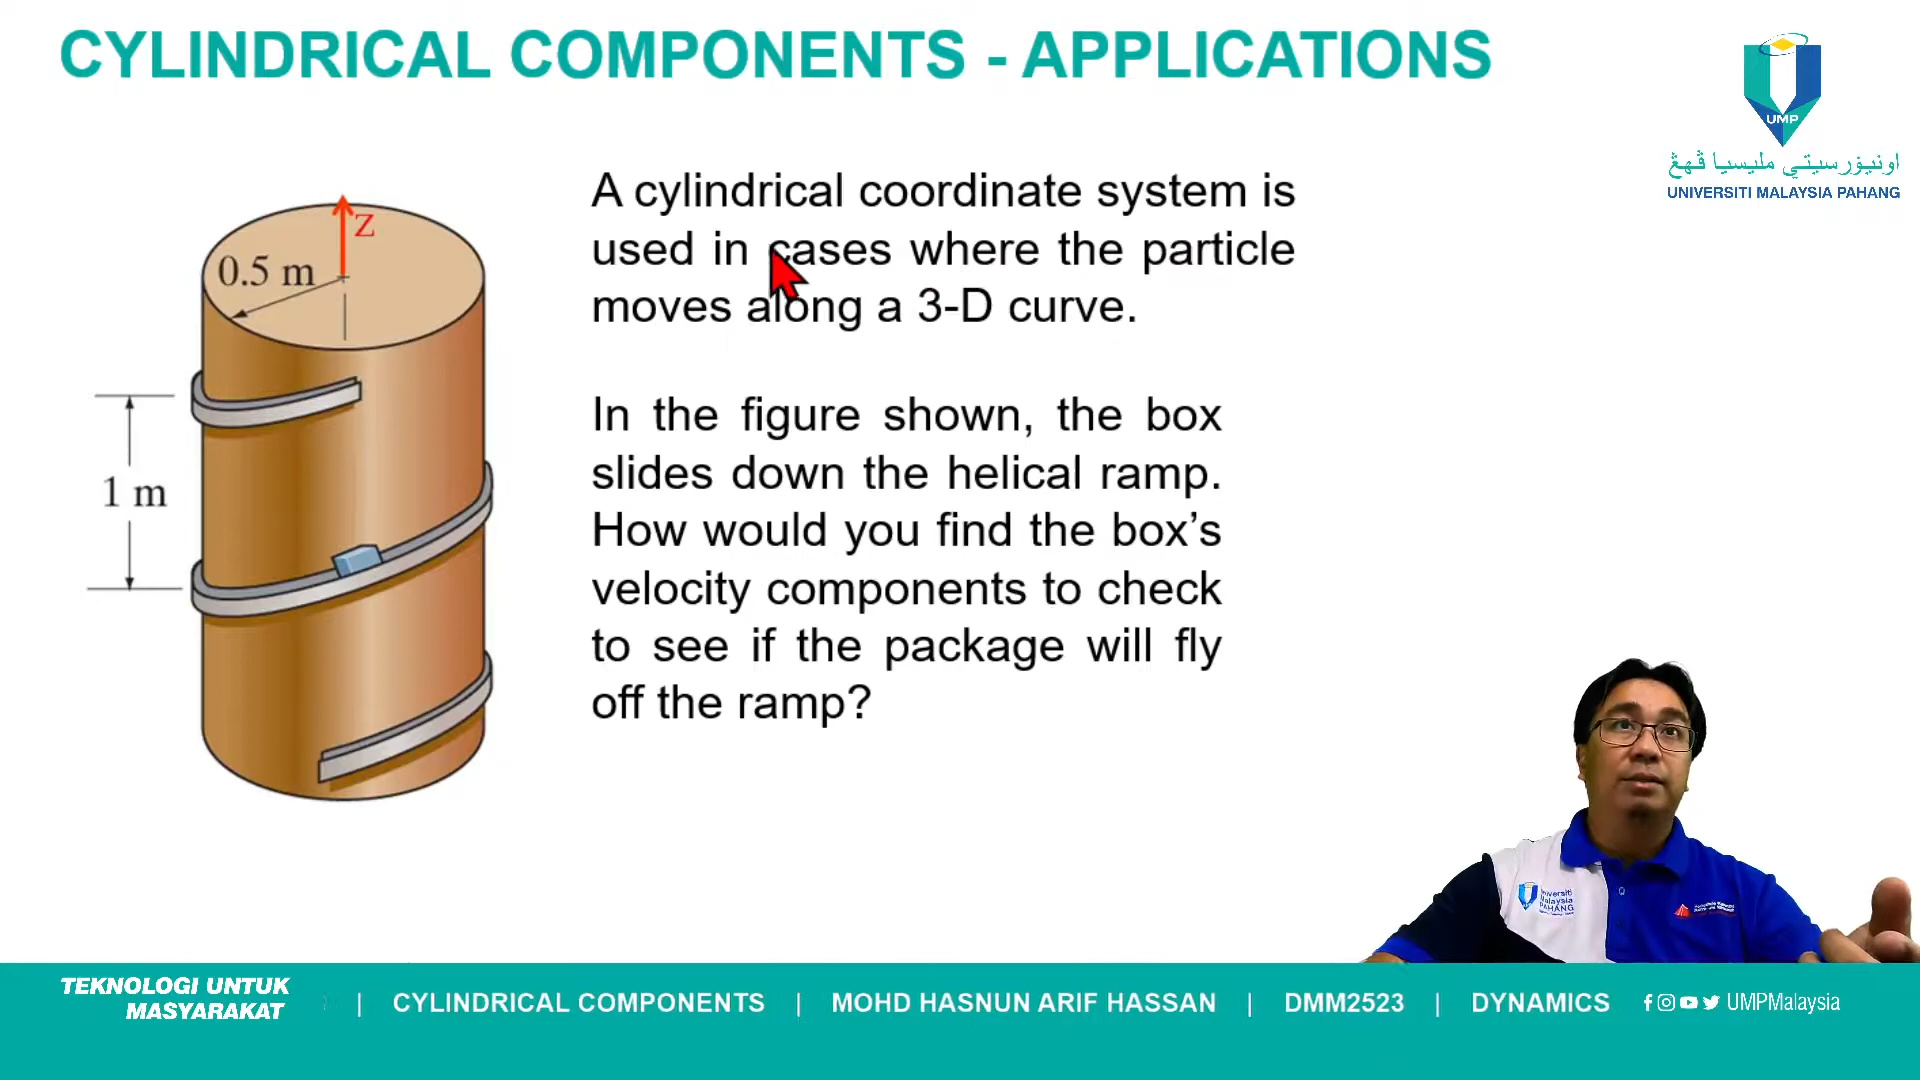 CYLINDRICAL COMPONENTS - APPLICATIONS
UMP
اونيۏرسيتي مليسيا ڤهڠ
UNIVERSITI MALAYSIA PAHANG
A cylindrical coordinate system is
used in cases where the particle
moves along a 3-D curve.
Z
0.5 m
1 m
In the figure shown, the box
slides down the helical ramp.
How would you find the box’s
velocity components to check
to see if the package will fly
off the ramp?
Universiti
Malaysia
PAHANG
TEKNOLOGI UNTUK
MASYARAKAT
| CYLINDRICAL COMPONENTS | MOHD HASNUN ARIF HASSAN | DMM2523 | DYNAMICS UMPMalaysia